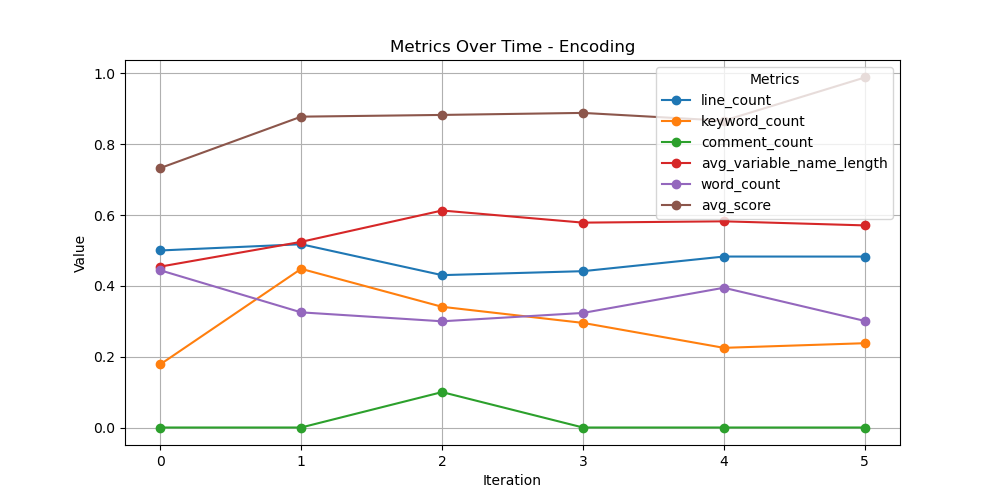 Metrics Over Time - Encoding
Metrics
line_count
keyword_count
comment_count
avg_variable_name_length
word_count
avg_score
Value
1.0
0.8
0.6
0.4
0.2
0.0
0 1 2 3 4 5
Iteration